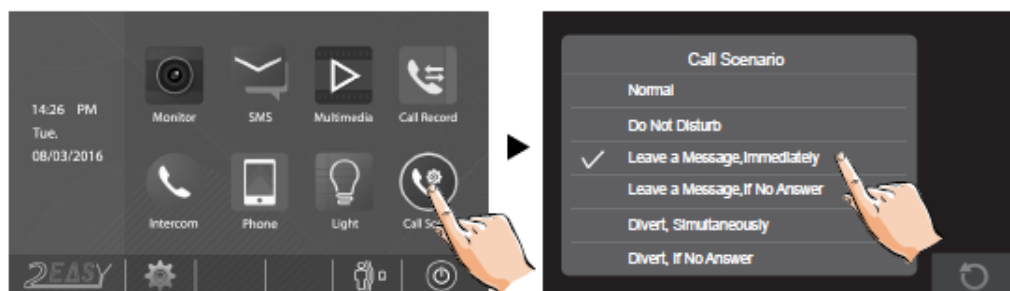 14:26 PM
Tue.
08/03/2016
Monitor
SMS
Multimedia
Call Record
Intercom
Phone
Light
Call
2EASY
Call Scenario
Normal
Do Not Disturb
Leave a Message,Immediately
Leave a Message,If No Answer
Divert, Simultaneously
Divert, If No Answer